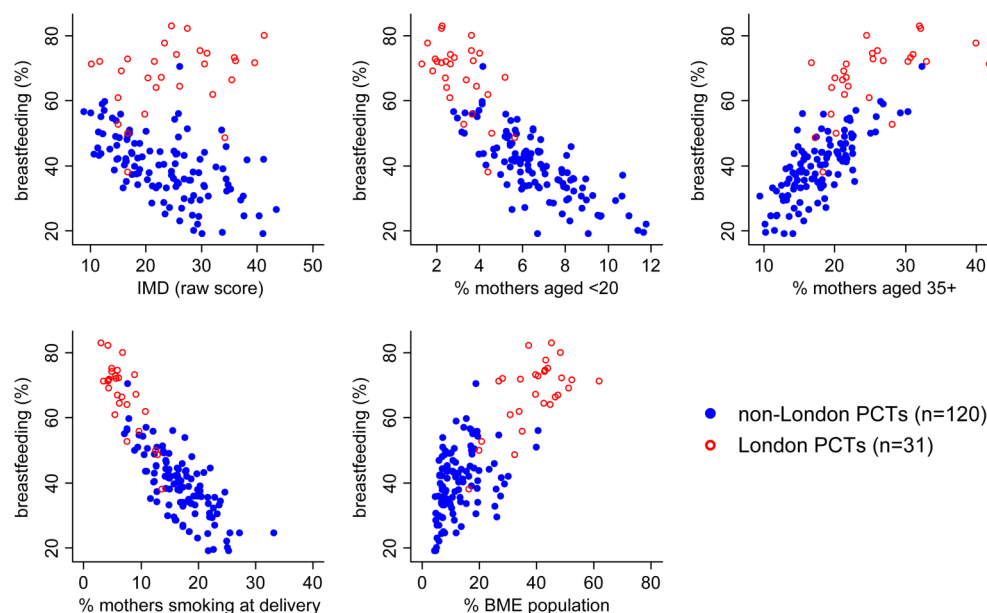 breastfeeding (%)
80
60
40
20
10 20 30 40 50
IMD (raw score)
breastfeeding (%)
80
60
40
20
2 4 6 8 10 12
% mothers aged <20
breastfeeding (%)
80
60
40
20
10 20 30 40
% mothers aged 35+
breastfeeding (%)
80
60
40
20
0 10 20 30 40
% mothers smoking at delivery
breastfeeding (%)
80
60
40
20
0 20 40 60 80
% BME population
non-London PCTs (n=120)
London PCTs (n=31)